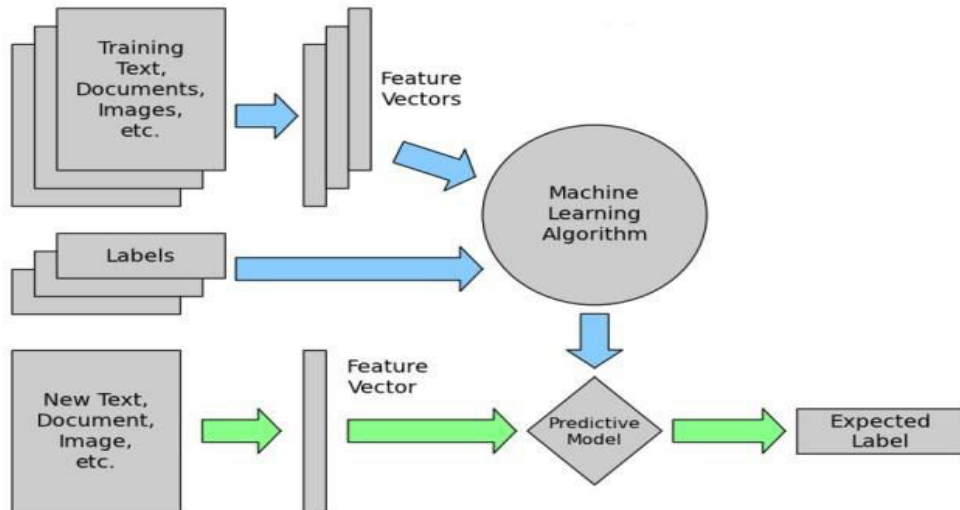 Training
Text,
Documents,
Images,
etc.
Feature
Vectors
Machine
Learning
Algorithm
Labels
New Text,
Document,
Image,
etc.
Feature
Vector
Predictive
Model
Expected
Label